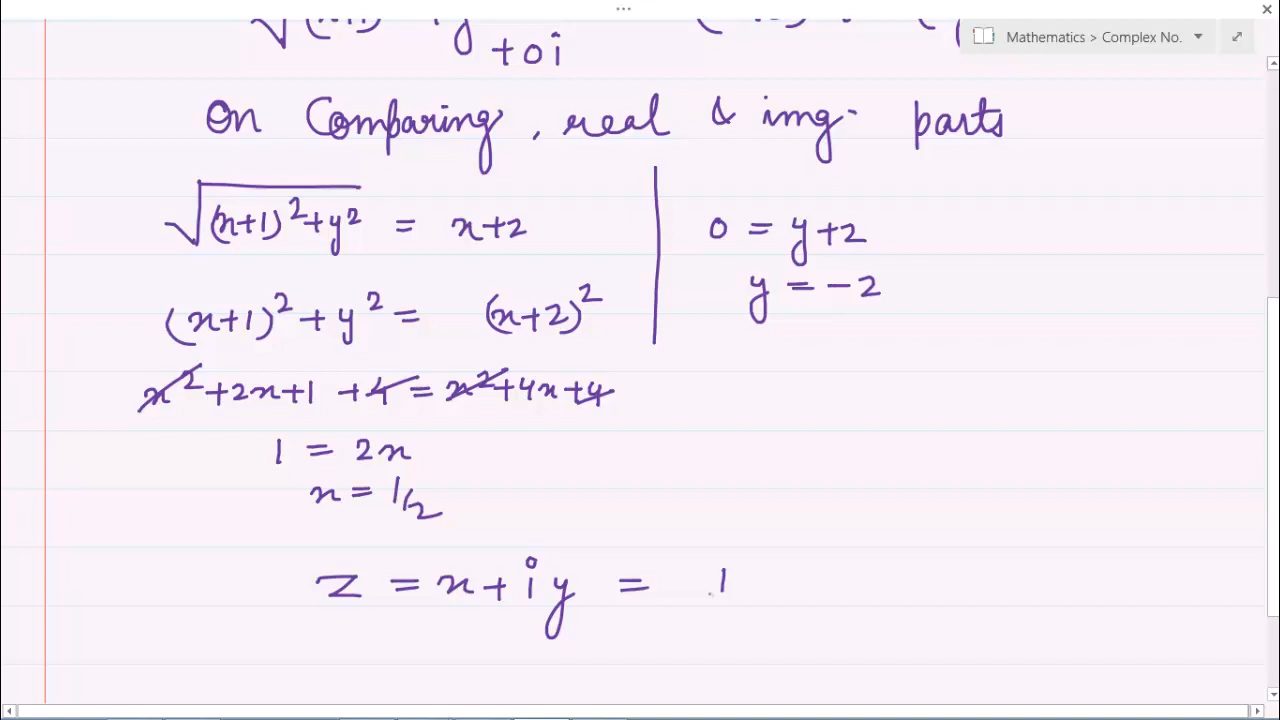 Mathematics > Complex No.
+0i
On Comparing, real & img. parts
√((x+1)²+y²) = x+2
0 = y+2
y = -2
(x+1)²+y² = (x+2)²
x²+2x+1 +4 = x²+4x+4
1 = 2x
x = 1/2
z = x+iy = 1